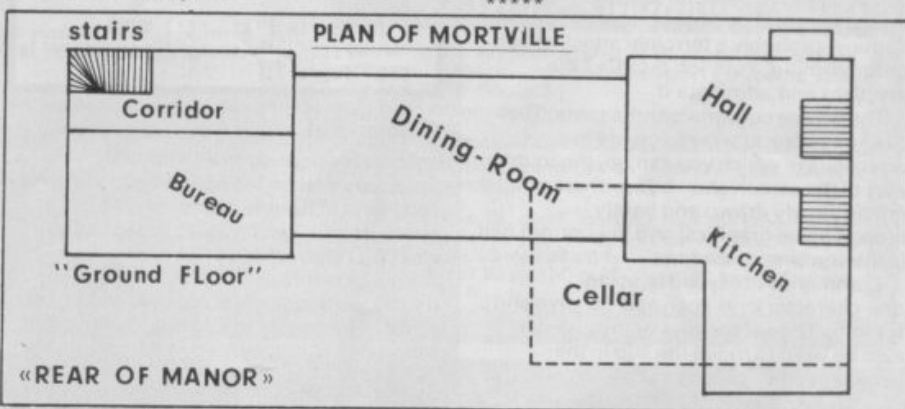 *****
stairs
PLAN OF MORTVILLE
Corridor
Hall
Dining-Room
Bureau
Kitchen
"Ground FLoor"
Cellar
«REAR OF MANOR»